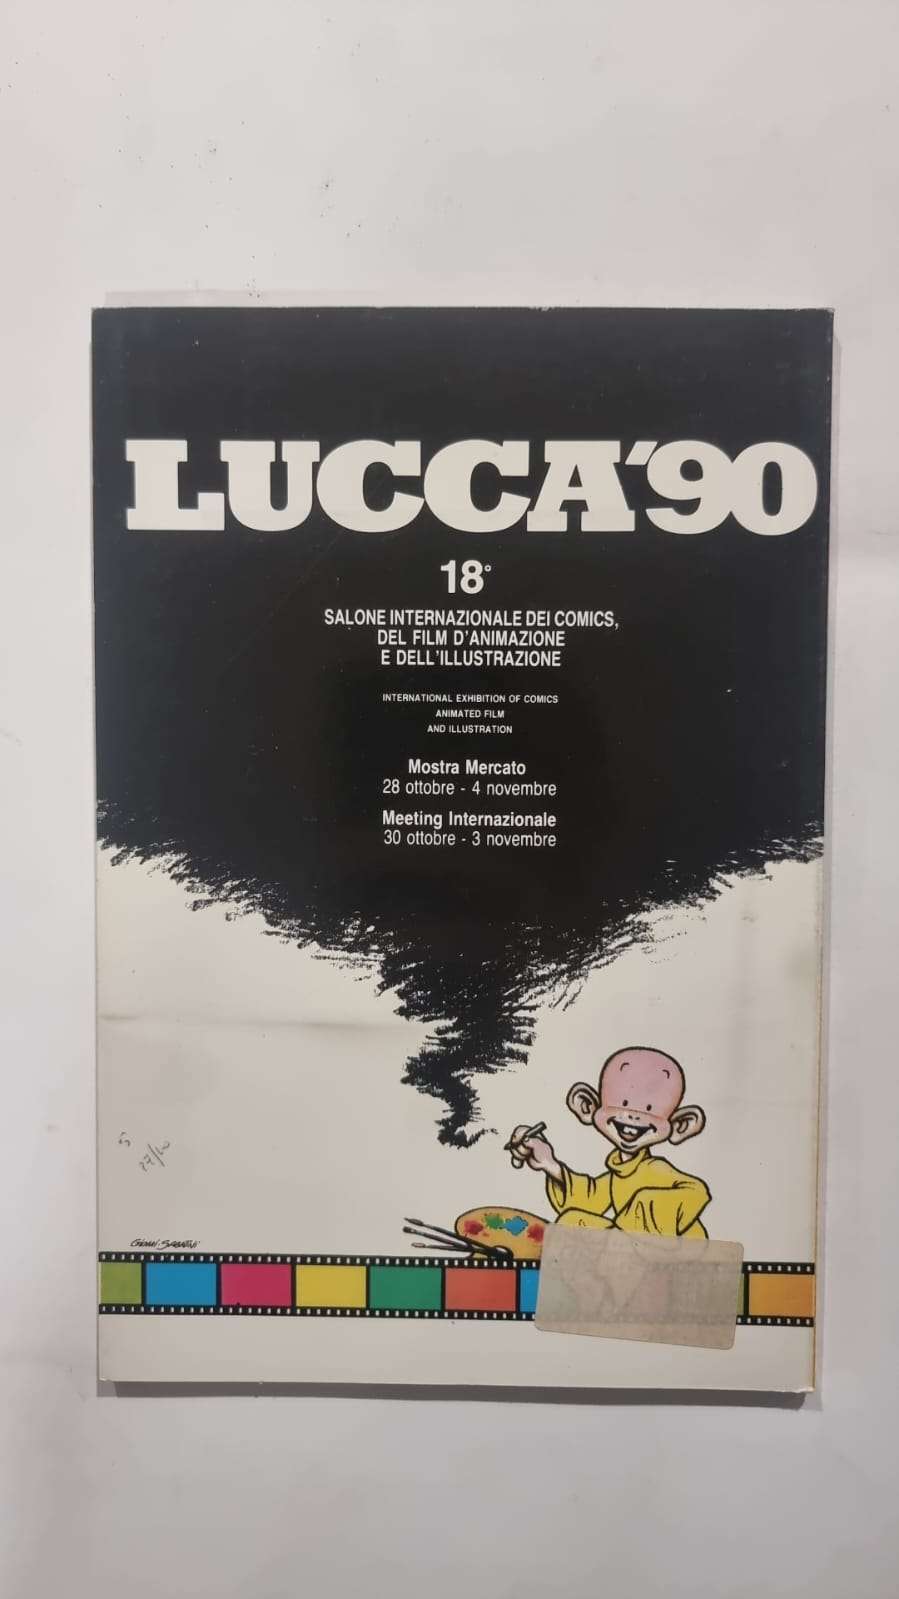 LUCCA'90
18°
SALONE INTERNAZIONALE DEI COMICS,
DEL FILM D'ANIMAZIONE
E DELL'ILLUSTRAZIONE
INTERNATIONAL EXHIBITION OF COMICS
ANIMATED FILM
AND ILLUSTRATION
Mostra Mercato
28 ottobre - 4 novembre
Meeting Internazionale
30 ottobre - 3 novembre